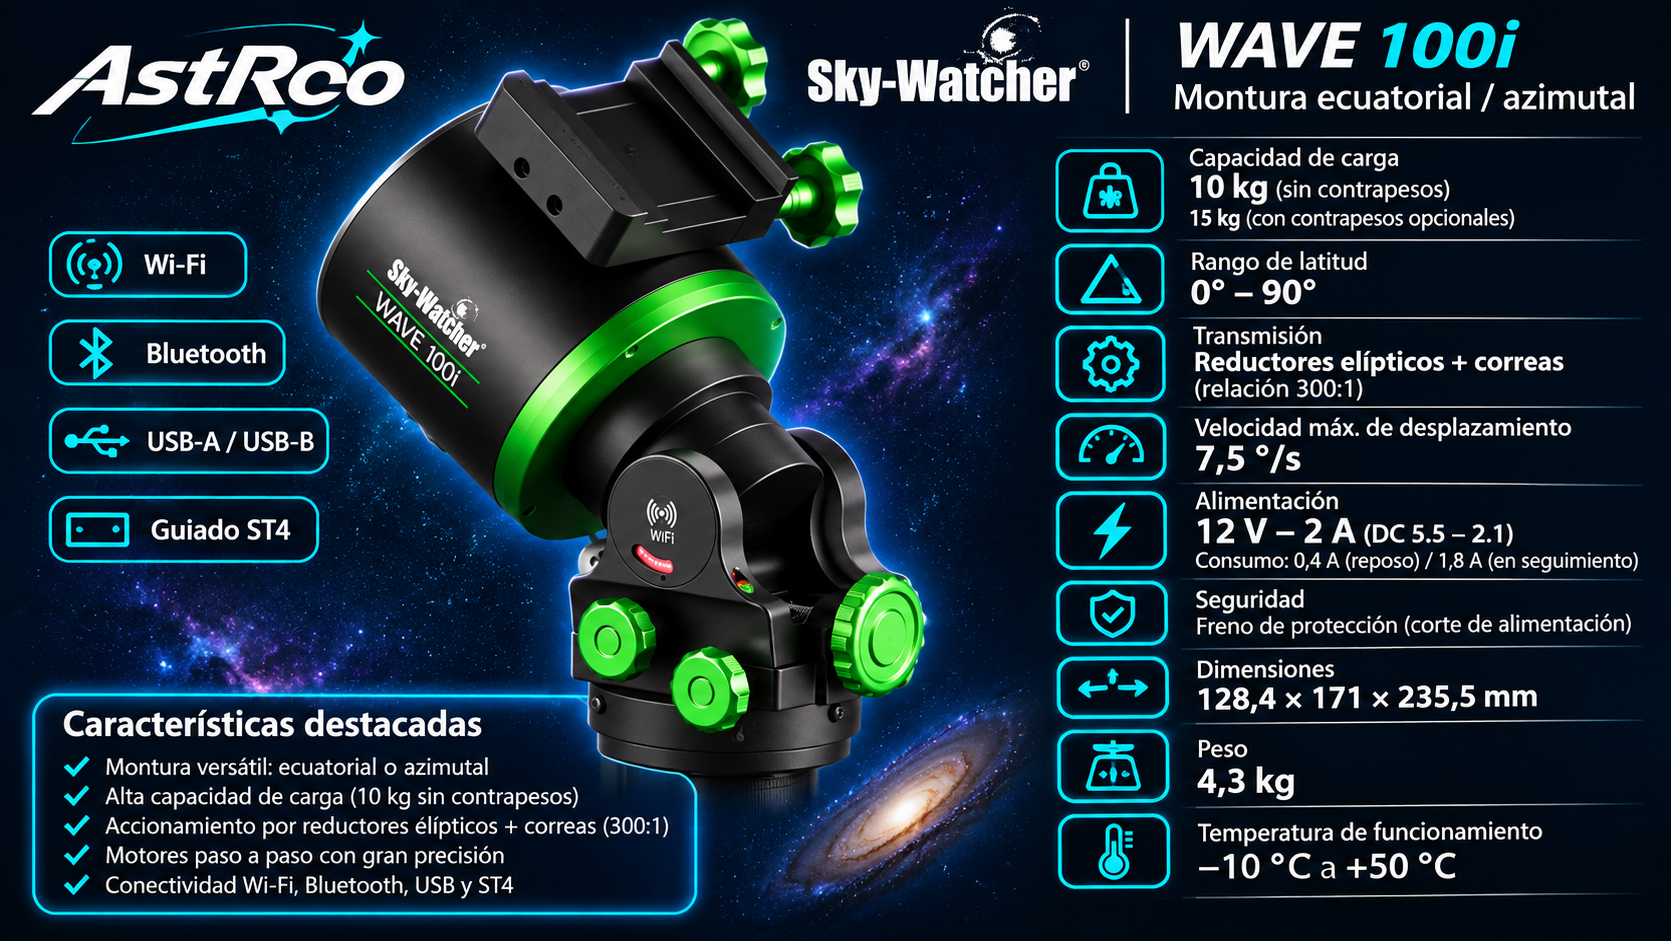 AstReo
Sky-Watcher®
WAVE 100i
Montura ecuatorial / azimutal
Wi-Fi
Bluetooth
USB-A / USB-B
Guiado ST4
Sky-Watcher®
WAVE 100i
WiFi
Capacidad de carga
10 kg (sin contrapesos)
15 kg (con contrapesos opcionales)
Rango de latitud
0° – 90°
Transmisión
Reductores elípticos + correas
(relación 300:1)
Velocidad máx. de desplazamiento
7,5 °/s
Alimentación
12 V – 2 A (DC 5.5 – 2.1)
Consumo: 0,4 A (reposo) / 1,8 A (en seguimiento)
Seguridad
Freno de protección (corte de alimentación)
Dimensiones
128,4 × 171 × 235,5 mm
Peso
4,3 kg
Temperatura de funcionamiento
−10 °C a +50 °C
Características destacadas
Montura versátil: ecuatorial o azimutal
Alta capacidad de carga (10 kg sin contrapesos)
Accionamiento por reductores élípticos + correas (300:1)
Motores paso a paso con gran precisión
Conectividad Wi-Fi, Bluetooth, USB y ST4